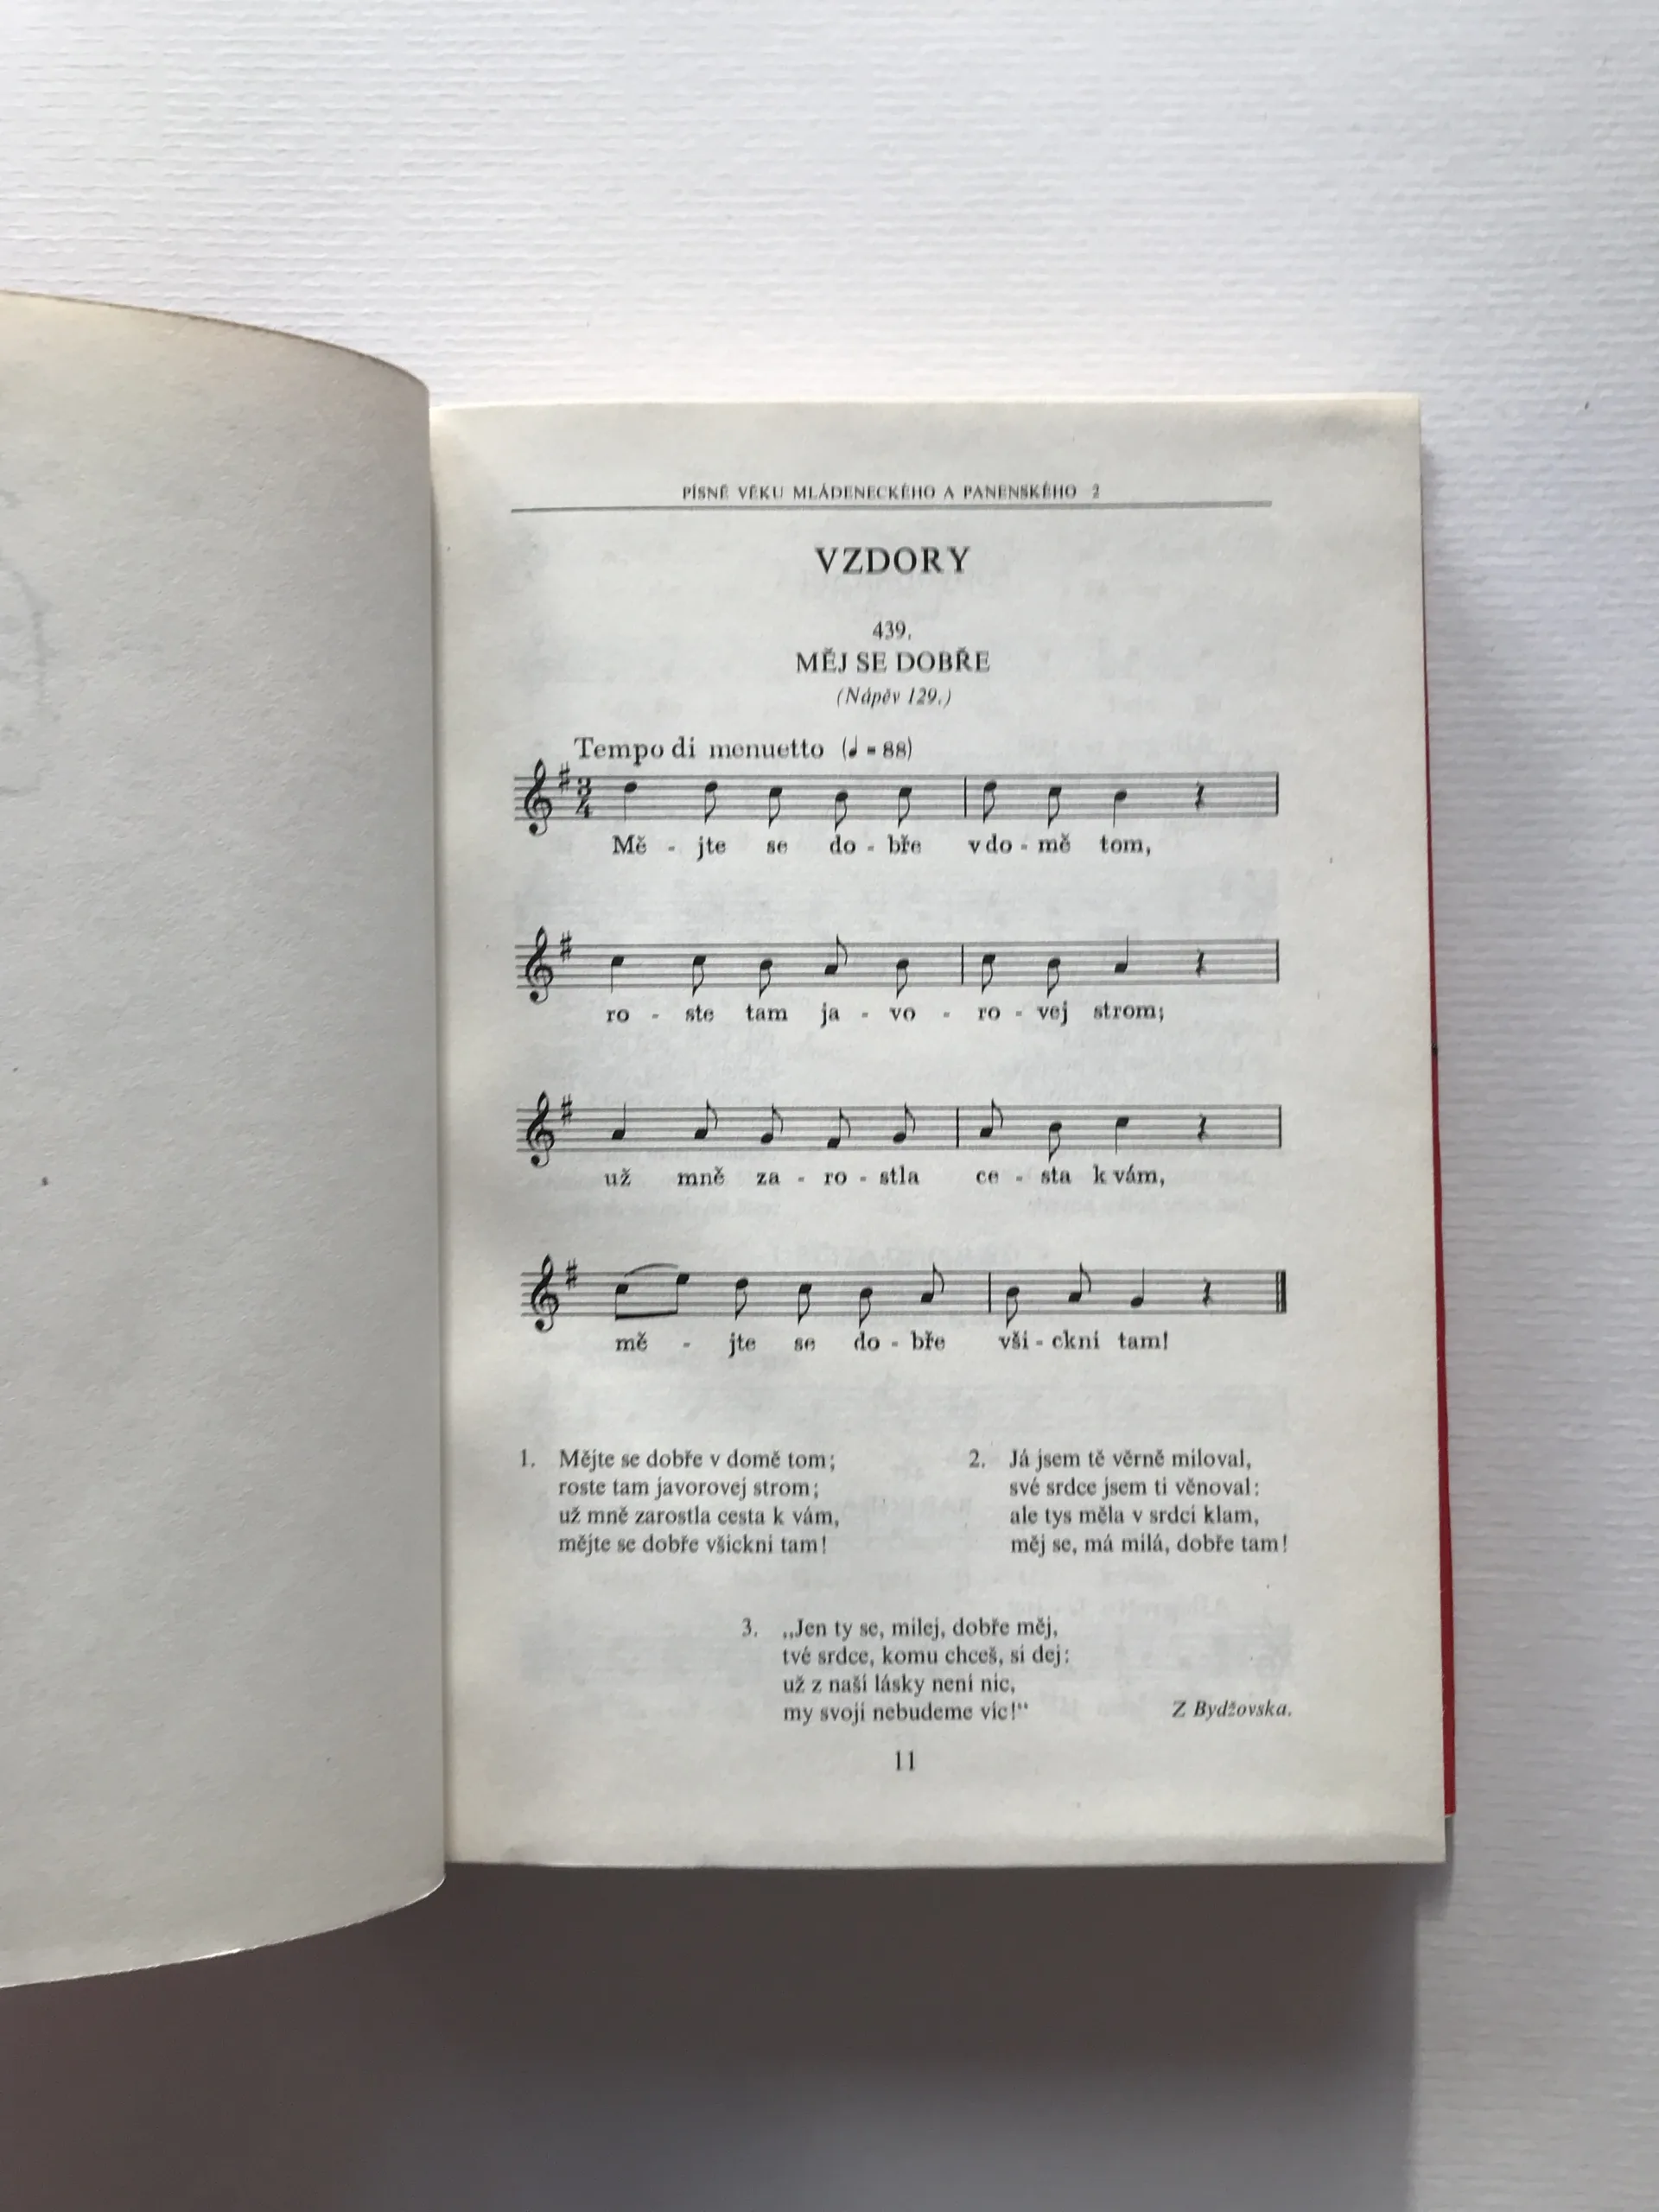 PÍSNĚ VĚKU MLÁDENECKÉHO A PANENSKÉHO 2
VZDORY
439.
MĚJ SE DOBŘE
(Nápěv 129.)
Tempo di menuetto (♩ = 88)
3
4
Mě - jte se do - bře v do - mě tom,
ro - ste tam ja - vo - ro - vej strom;
už mně za - ro - stla ce - sta k vám,
mě - jte se do - bře vši - ckni tam!
1. Mějte se dobře v domě tom;
roste tam javorovej strom;
už mně zarostla cesta k vám,
mějte se dobře všickni tam!
2. Já jsem tě věrně miloval,
své srdce jsem ti věnoval:
ale tys měla v srdci klam,
měj se, má milá, dobře tam!
3. „Jen ty se, milej, dobře měj,
tvé srdce, komu chceš, si dej:
už z naší lásky není nic,
my svoji nebudeme víc!“
Z Bydžovska.
11